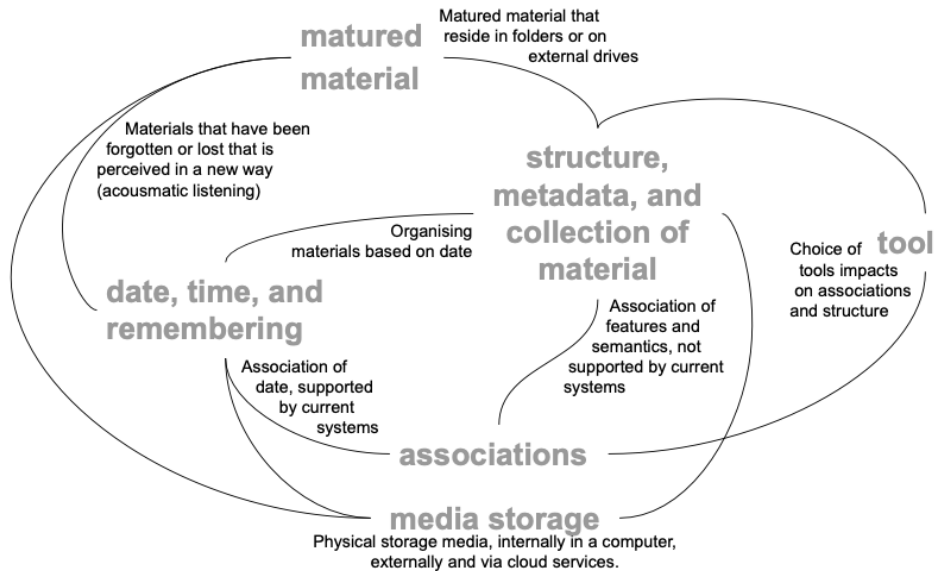 matured
material
Matured material that
reside in folders or on
external drives
Materials that have been
forgotten or lost that is
perceived in a new way
(acousmatic listening)
structure,
metadata, and
collection of
material
Organising
materials based on date
tool
Choice of
tools impacts
on associations
and structure
date, time, and
remembering
Association of
features and
semantics, not
supported by current
systems
Association of
date, supported
by current
systems
associations
media storage
Physical storage media, internally in a computer,
externally and via cloud services.